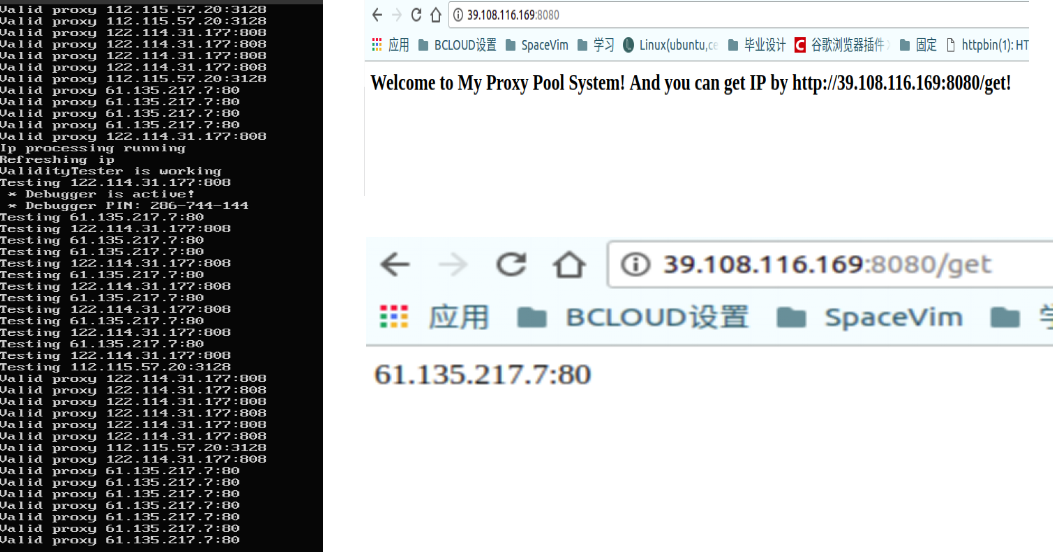 Valid proxy 112.115.57.20:3128
Valid proxy 112.115.57.20:3128
Valid proxy 122.114.31.177:808
Valid proxy 122.114.31.177:808
Valid proxy 122.114.31.177:808
Valid proxy 122.114.31.177:808
Valid proxy 112.115.57.20:3128
Valid proxy 61.135.217.7:80
Valid proxy 61.135.217.7:80
Valid proxy 61.135.217.7:80
Valid proxy 61.135.217.7:80
Valid proxy 122.114.31.177:808
Ip processing running
Refreshing ip
ValidityTester is working
Testing 122.114.31.177:808
* Debugger is active!
* Debugger PIN: 286-744-144
Testing 61.135.217.7:80
Testing 122.114.31.177:808
Testing 61.135.217.7:80
Testing 61.135.217.7:80
Testing 122.114.31.177:808
Testing 61.135.217.7:80
Testing 122.114.31.177:808
Testing 61.135.217.7:80
Testing 122.114.31.177:808
Testing 61.135.217.7:80
Testing 122.114.31.177:808
Testing 61.135.217.7:80
Testing 122.114.31.177:808
Testing 112.115.57.20:3128
Valid proxy 122.114.31.177:808
Valid proxy 122.114.31.177:808
Valid proxy 122.114.31.177:808
Valid proxy 122.114.31.177:808
Valid proxy 122.114.31.177:808
Valid proxy 122.114.31.177:808
Valid proxy 112.115.57.20:3128
Valid proxy 122.114.31.177:808
Valid proxy 61.135.217.7:80
Valid proxy 61.135.217.7:80
Valid proxy 61.135.217.7:80
Valid proxy 61.135.217.7:80
Valid proxy 61.135.217.7:80
Valid proxy 61.135.217.7:80
Valid proxy 61.135.217.7:80
39.108.116.169:8080
应用 BCLOUD设置 SpaceVim 学习 Linux(ubuntu,ce 毕业设计 谷歌浏览器插件 固定 httpbin(1): HT
Welcome to My Proxy Pool System! And you can get IP by http://39.108.116.169:8080/get!
39.108.116.169:8080/get
应用 BCLOUD设置 SpaceVim
61.135.217.7:80